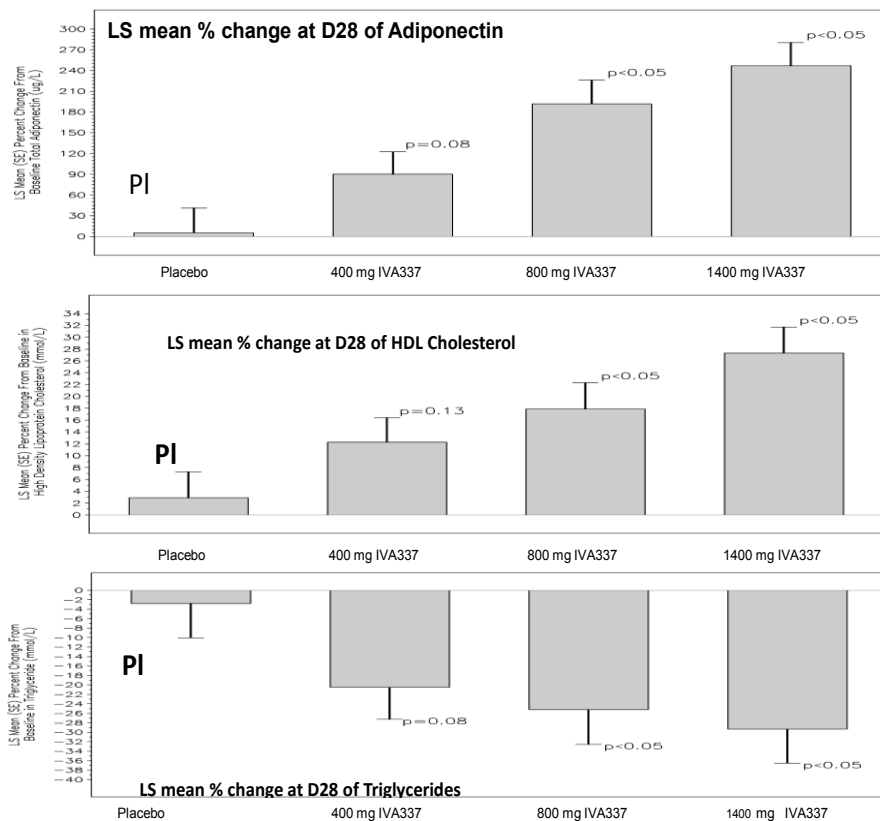 LS mean % change at D28 of Adiponectin
LS Mean (SE) Percent Change From
Baseline Total Adiponectin (ug/L)
300
270
240
210
180
150
120
90
60
30
0
Pl
p=0.08
p<0.05
p<0.05
Placebo 400 mg IVA337 800 mg IVA337 1400 mg IVA337
LS mean % change at D28 of HDL Cholesterol
LS Mean (SE) Percent Change From Baseline in
High Density Lipoprotein Cholesterol (mmol/L)
34
32
30
28
26
24
22
20
18
16
14
12
10
8
6
4
2
0
Pl
p=0.13
p<0.05
p<0.05
Placebo 400 mg IVA337 800 mg IVA337 1400 mg IVA337
LS Mean (SE) Percent Change From
Baseline in Triglyceride (mmol/L)
0
−2
−4
−6
−8
−10
−12
−14
−16
−18
−20
−22
−24
−26
−28
−30
−32
−34
−36
−38
−40
Pl
p=0.08
p<0.05
p<0.05
LS mean % change at D28 of Triglycerides
Placebo 400 mg IVA337 800 mg IVA337 1400 mg IVA337